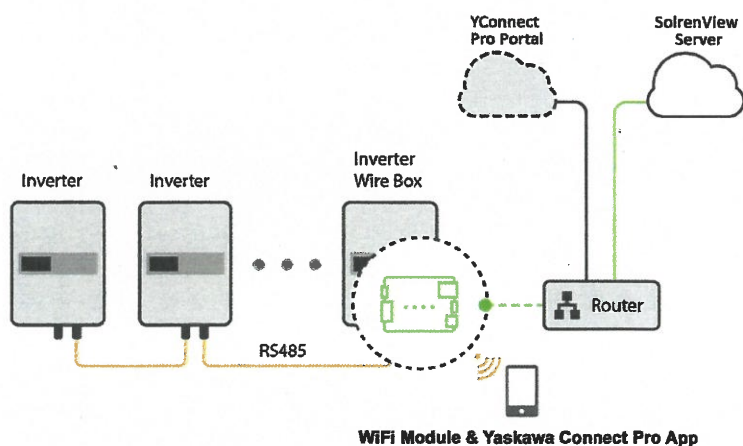 YConnect
Pro Portal
SolrenView
Server
Inverter
Inverter
Inverter
Wire Box
Router
RS485
WiFi Module & Yaskawa Connect Pro App